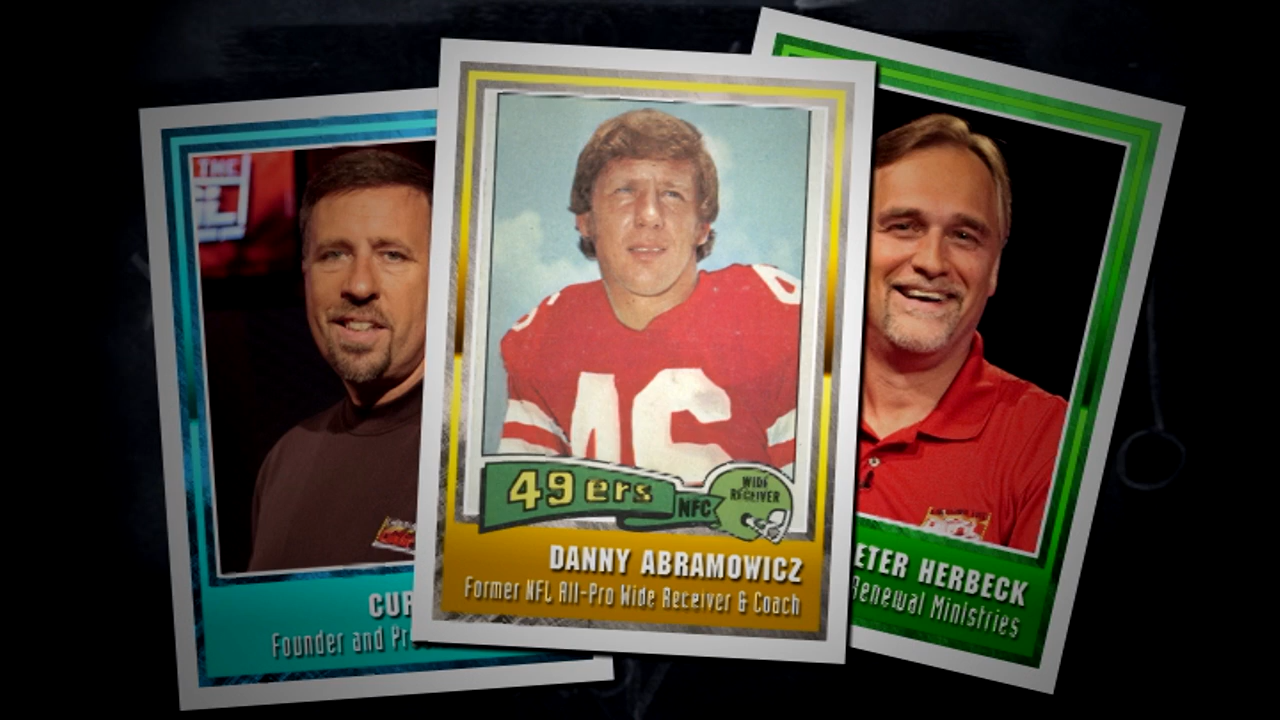 THE
CUR
Founder and Pr
46
49ers
NFC
WIDE
RECEIVER
DANNY ABRAMOWICZ
Former NFL All-Pro Wide Receiver & Coach
ETER HERBECK
Renewal Ministries